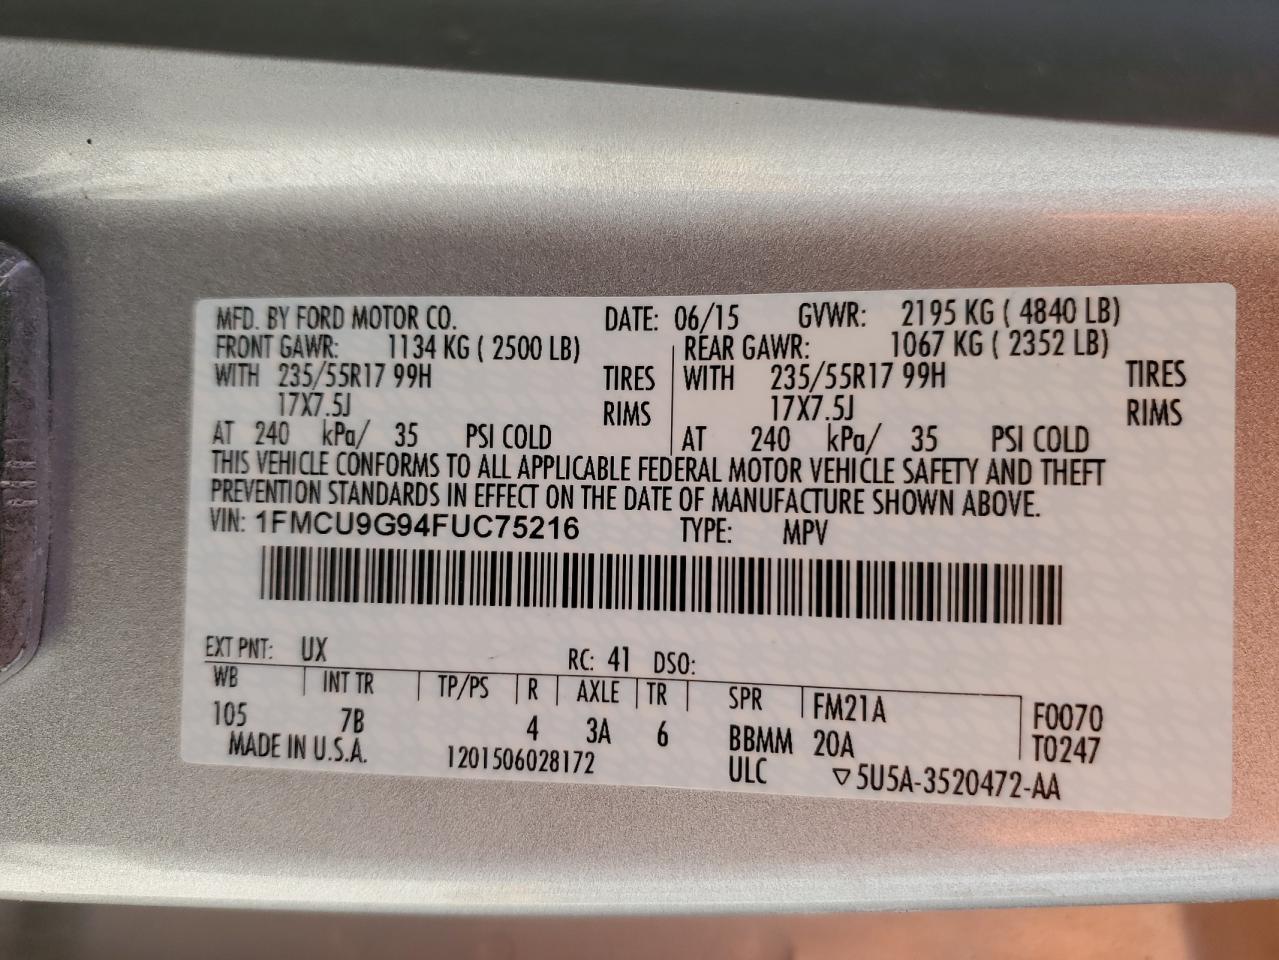 MFD. BY FORD MOTOR CO. DATE: 06/15 GVWR: 2195 KG ( 4840 LB)
FRONT GAWR: 1134 KG ( 2500 LB) REAR GAWR: 1067 KG ( 2352 LB)
WITH 235/55R17 99H TIRES WITH 235/55R17 99H TIRES
17X7.5J RIMS 17X7.5J RIMS
AT 240 kPa/ 35 PSI COLD AT 240 kPa/ 35 PSI COLD
THIS VEHICLE CONFORMS TO ALL APPLICABLE FEDERAL MOTOR VEHICLE SAFETY AND THEFT
PREVENTION STANDARDS IN EFFECT ON THE DATE OF MANUFACTURE SHOWN ABOVE.
VIN: 1FMCU9G94FUC75216 TYPE: MPV
EXT PNT: UX RC: 41 DSO:
WB INT TR TP/PS R AXLE TR SPR FM21A F0070
105 7B 4 3A 6 BBMM 20A T0247
MADE IN U.S.A. 1201506028172 ULC ▽5U5A-3520472-AA